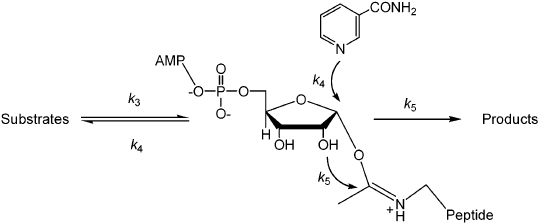 CONH₂
N
AMP
O
k₄
-O P O
O
k₃
k₅
Substrates
O-
Products
k₄
H
OH
OH
O
k₅
N
+
H
Peptide